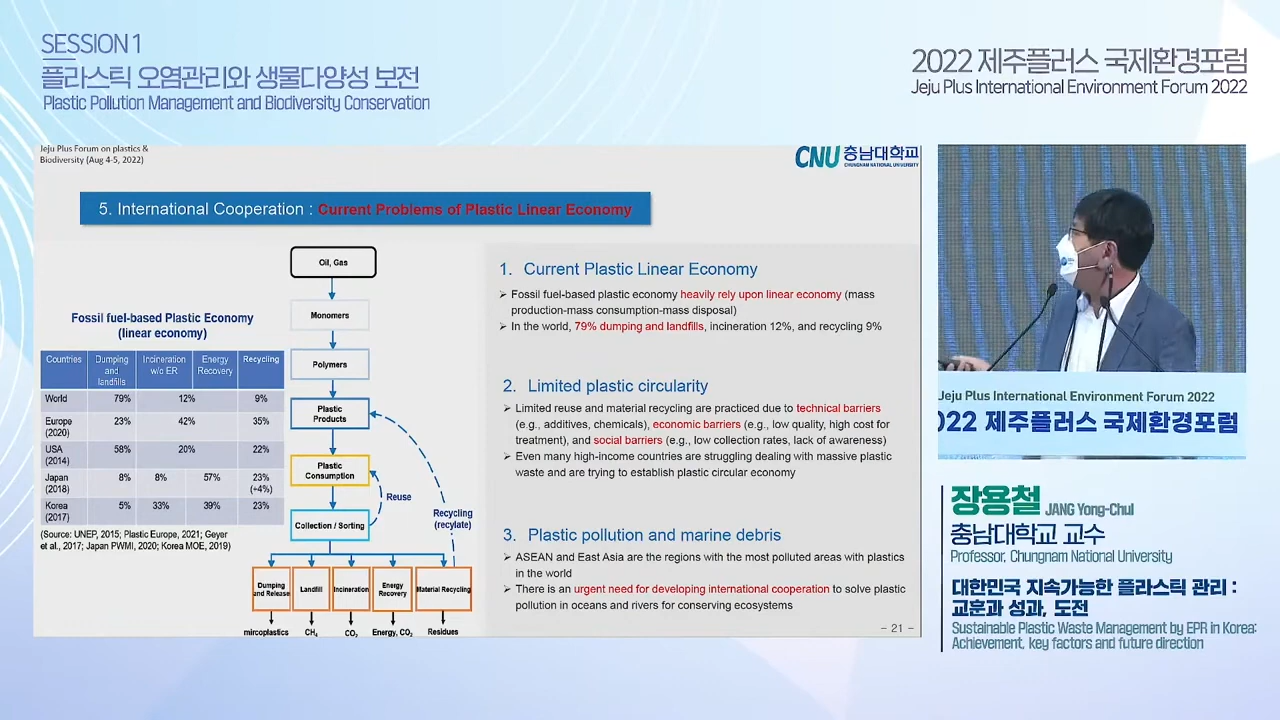 SESSION 1
플라스틱 오염관리와 생물다양성 보전
Plastic Pollution Management and Biodiversity Conservation
2022 제주플러스 국제환경포럼
Jeju Plus International Environment Forum 2022
Jeju Plus Forum on plastics &
Biodiversity (Aug 4-5, 2022)
CNU 충남대학교
CHUNGNAM NATIONAL UNIVERSITY
5. International Cooperation : Current Problems of Plastic Linear Economy
Fossil fuel-based Plastic Economy
(linear economy)
Countries Dumping and landfills Incineration w/o ER Energy Recovery Recycling
World 79% 12% 9%
Europe (2020) 23% 42% 35%
USA (2014) 58% 20% 22%
Japan (2018) 8% 8% 57% 23% (+4%)
Korea (2017) 5% 33% 39% 23%
(Source: UNEP, 2015; Plastic Europe, 2021; Geyer
et al., 2017; Japan PWMI, 2020; Korea MOE, 2019)
Oil, Gas
Monomers
Polymers
Plastic
Products
Plastic
Consumption
Reuse
Collection / Sorting
Recycling
(recylate)
Dumping
and Release
Landfill
Incineration
Energy
Recovery
Material Recycling
mircoplastics
CH₄
CO₂
Energy, CO₂
Residues
1. Current Plastic Linear Economy
➢ Fossil fuel-based plastic economy heavily rely upon linear economy (mass
production-mass consumption-mass disposal)
➢ In the world, 79% dumping and landfills, incineration 12%, and recycling 9%
2. Limited plastic circularity
➢ Limited reuse and material recycling are practiced due to technical barriers
(e.g., additives, chemicals), economic barriers (e.g., low quality, high cost for
treatment), and social barriers (e.g., low collection rates, lack of awareness)
➢ Even many high-income countries are struggling dealing with massive plastic
waste and are trying to establish plastic circular economy
3. Plastic pollution and marine debris
➢ ASEAN and East Asia are the regions with the most polluted areas with plastics
in the world
➢ There is an urgent need for developing international cooperation to solve plastic
pollution in oceans and rivers for conserving ecosystems
- 21 -
Jeju Plus International Environment Forum 2022
022 제주플러스 국제환경포럼
장용철 JANG Yong-Chul
충남대학교 교수
Professor, Chungnam National University
대한민국 지속가능한 플라스틱 관리 :
교훈과 성과, 도전
Sustainable Plastic Waste Management by EPR in Korea:
Achievement, key factors and future direction